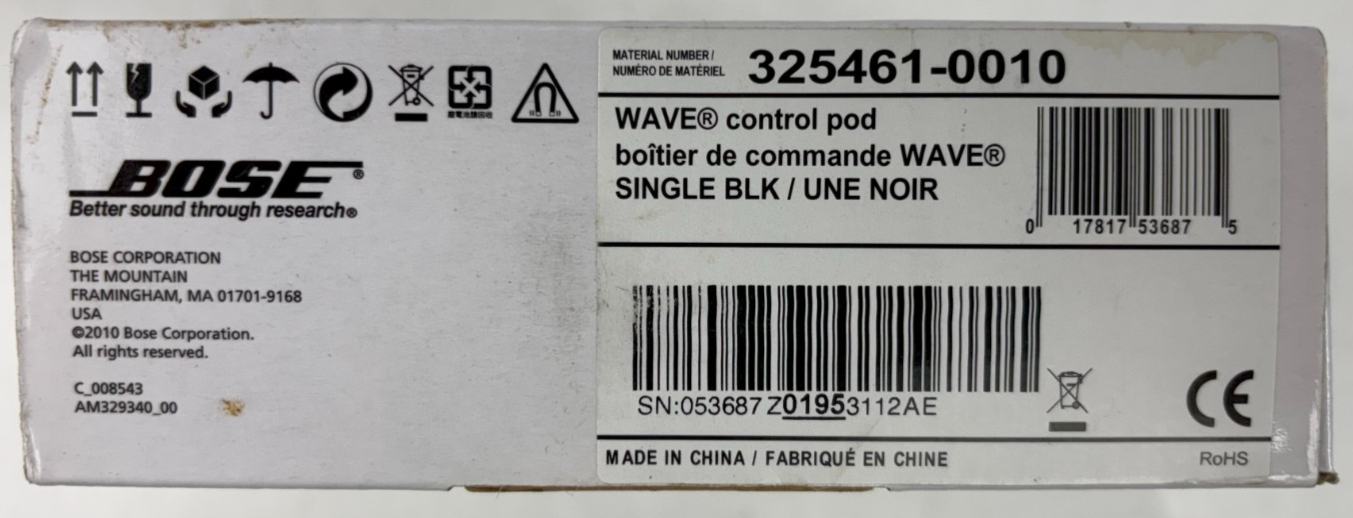 BOSE®
Better sound through research®
BOSE CORPORATION
THE MOUNTAIN
FRAMINGHAM, MA 01701-9168
USA
©2010 Bose Corporation.
All rights reserved.
C_008543
AM329340_00
MATERIAL NUMBER /
NUMÉRO DE MATÉRIEL
325461-0010
WAVE® control pod
boîtier de commande WAVE®
SINGLE BLK / UNE NOIR
0 17817 53687 5
SN:053687Z01953112AE
MADE IN CHINA / FABRIQUÉ EN CHINE
CE
RoHS